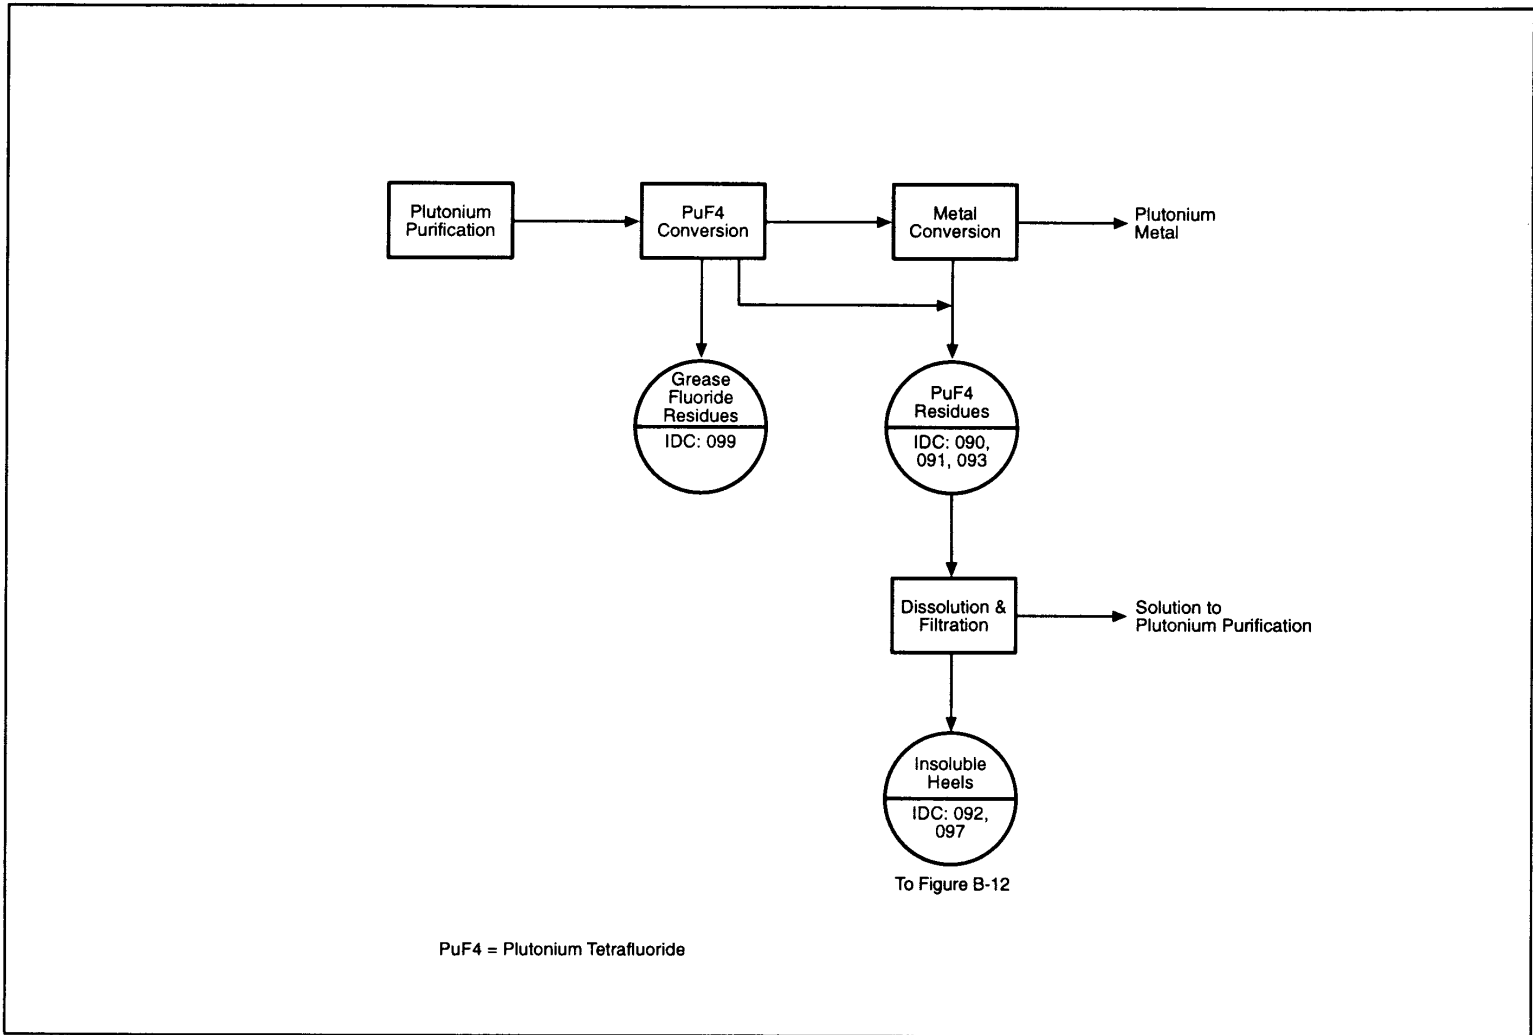 Plutonium
Purification
PuF4
Conversion
Metal
Conversion
Plutonium
Metal
Grease
Fluoride
Residues
IDC: 099
PuF4
Residues
IDC: 090,
091, 093
Dissolution &
Filtration
Solution to
Plutonium Purification
Insoluble
Heels
IDC: 092,
097
To Figure B-12
PuF4 = Plutonium Tetrafluoride